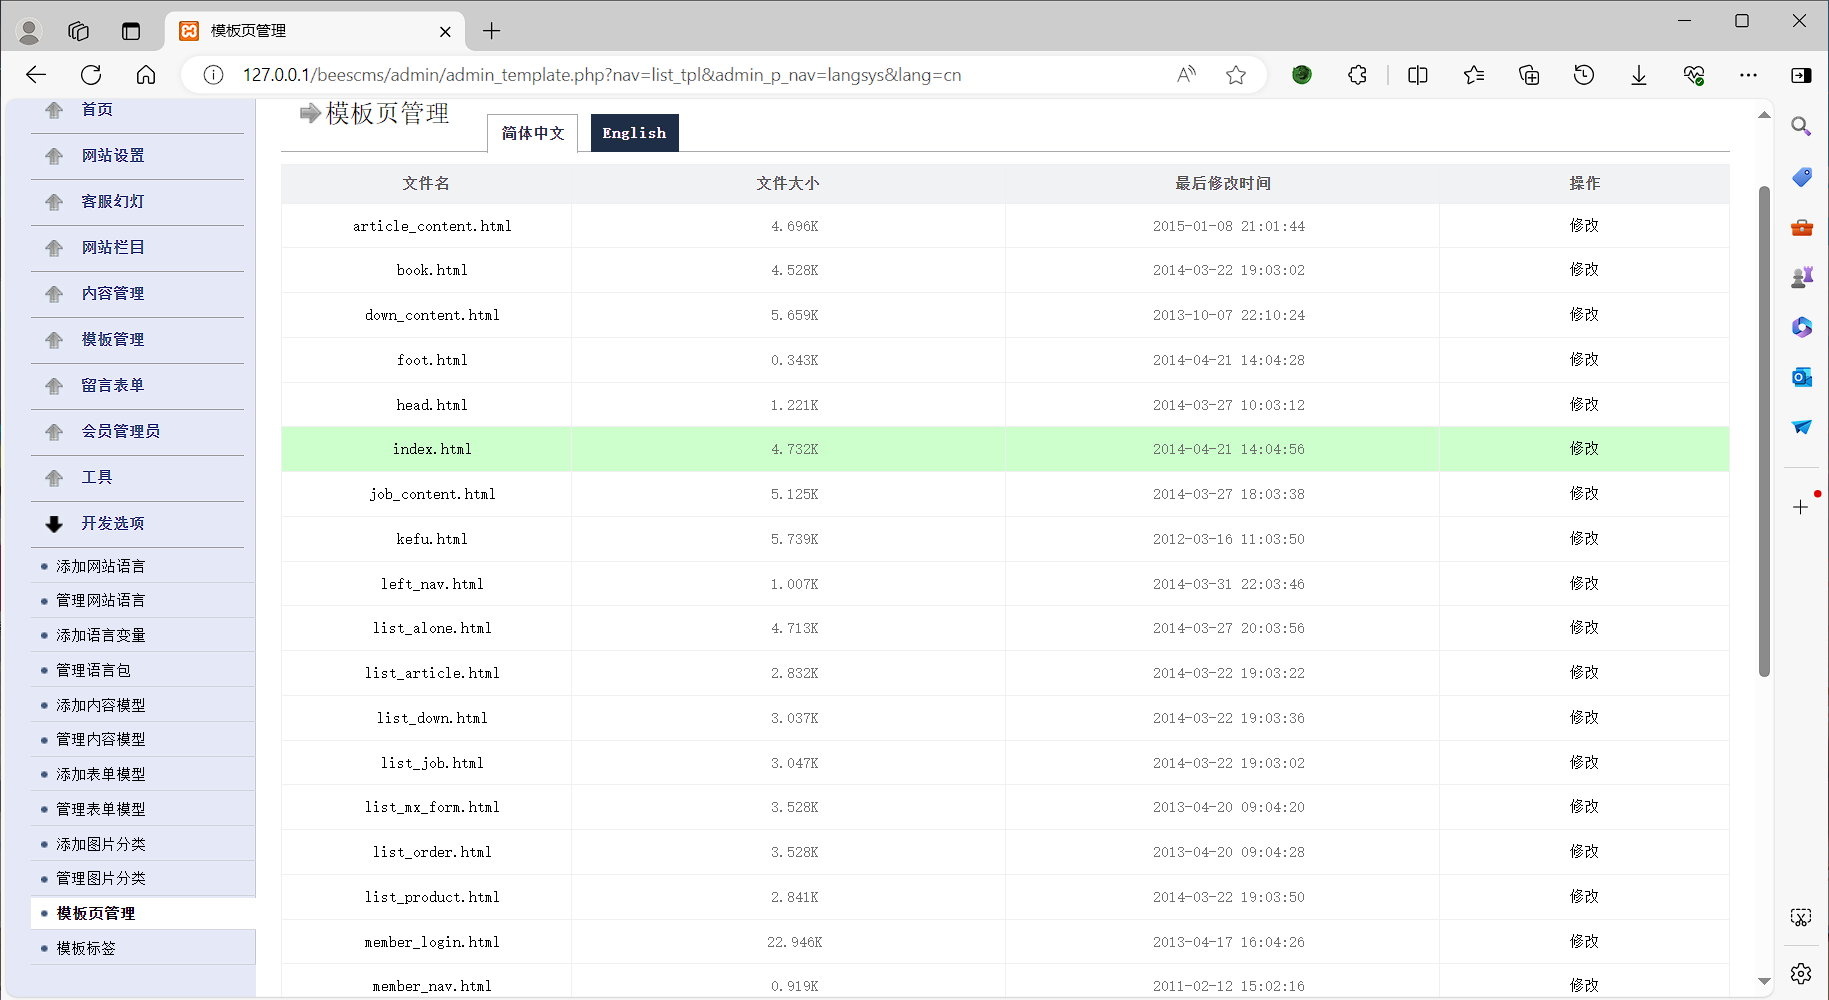 模板页管理
127.0.0.1/beescms/admin/admin_template.php?nav=list_tpl&admin_p_nav=langsys&lang=cn
首页
网站设置
客服幻灯
网站栏目
内容管理
模板管理
留言表单
会员管理员
工具
开发选项
添加网站语言
管理网站语言
添加语言变量
管理语言包
添加内容模型
管理内容模型
添加表单模型
管理表单模型
添加图片分类
管理图片分类
模板页管理
模板标签
模板页管理
简体中文 English
文件名 文件大小 最后修改时间 操作
article_content.html 4.696K 2015-01-08 21:01:44 修改
book.html 4.528K 2014-03-22 19:03:02 修改
down_content.html 5.659K 2013-10-07 22:10:24 修改
foot.html 0.343K 2014-04-21 14:04:28 修改
head.html 1.221K 2014-03-27 10:03:12 修改
index.html 4.732K 2014-04-21 14:04:56 修改
job_content.html 5.125K 2014-03-27 18:03:38 修改
kefu.html 5.739K 2012-03-16 11:03:50 修改
left_nav.html 1.007K 2014-03-31 22:03:46 修改
list_alone.html 4.713K 2014-03-27 20:03:56 修改
list_article.html 2.832K 2014-03-22 19:03:22 修改
list_down.html 3.037K 2014-03-22 19:03:36 修改
list_job.html 3.047K 2014-03-22 19:03:02 修改
list_mx_form.html 3.528K 2013-04-20 09:04:20 修改
list_order.html 3.528K 2013-04-20 09:04:28 修改
list_product.html 2.841K 2014-03-22 19:03:50 修改
member_login.html 22.946K 2013-04-17 16:04:26 修改
member_nav.html 0.919K 2011-02-12 15:02:16 修改